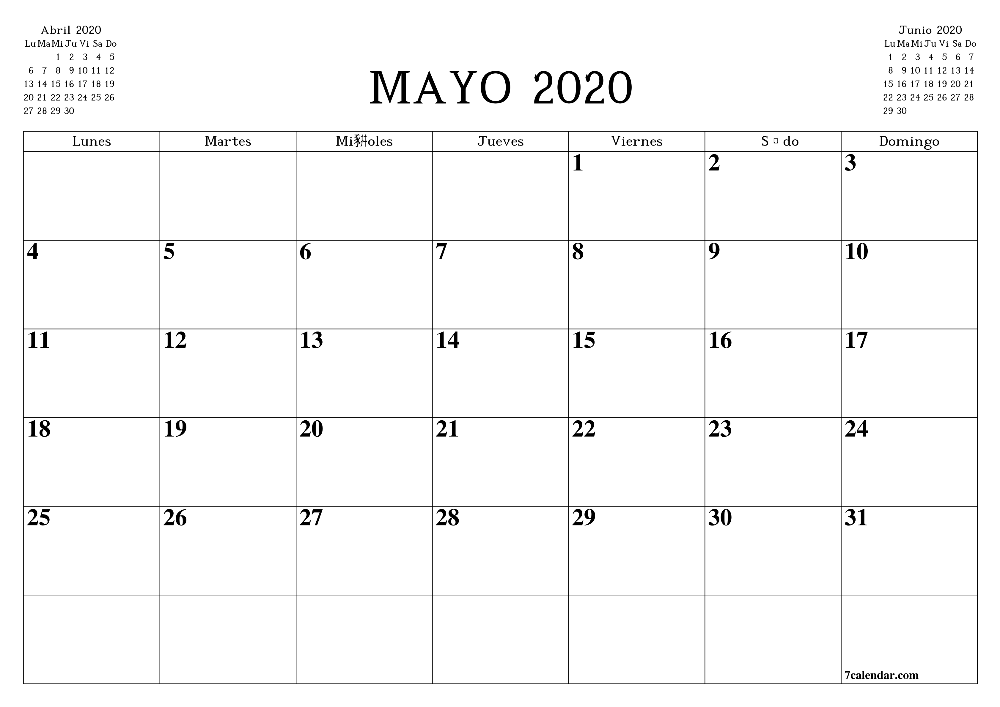 Abril 2020
Lu Ma Mi Ju Vi Sa Do
1 2 3 4 5
6 7 8 9 10 11 12
13 14 15 16 17 18 19
20 21 22 23 24 25 26
27 28 29 30
MAYO 2020
Junio 2020
Lu Ma Mi Ju Vi Sa Do
1 2 3 4 5 6 7
8 9 10 11 12 13 14
15 16 17 18 19 20 21
22 23 24 25 26 27 28
29 30
Lunes Martes Mi豣oles Jueves Viernes S □ do Domingo
1 2 3
4 5 6 7 8 9 10
11 12 13 14 15 16 17
18 19 20 21 22 23 24
25 26 27 28 29 30 31
7calendar.com